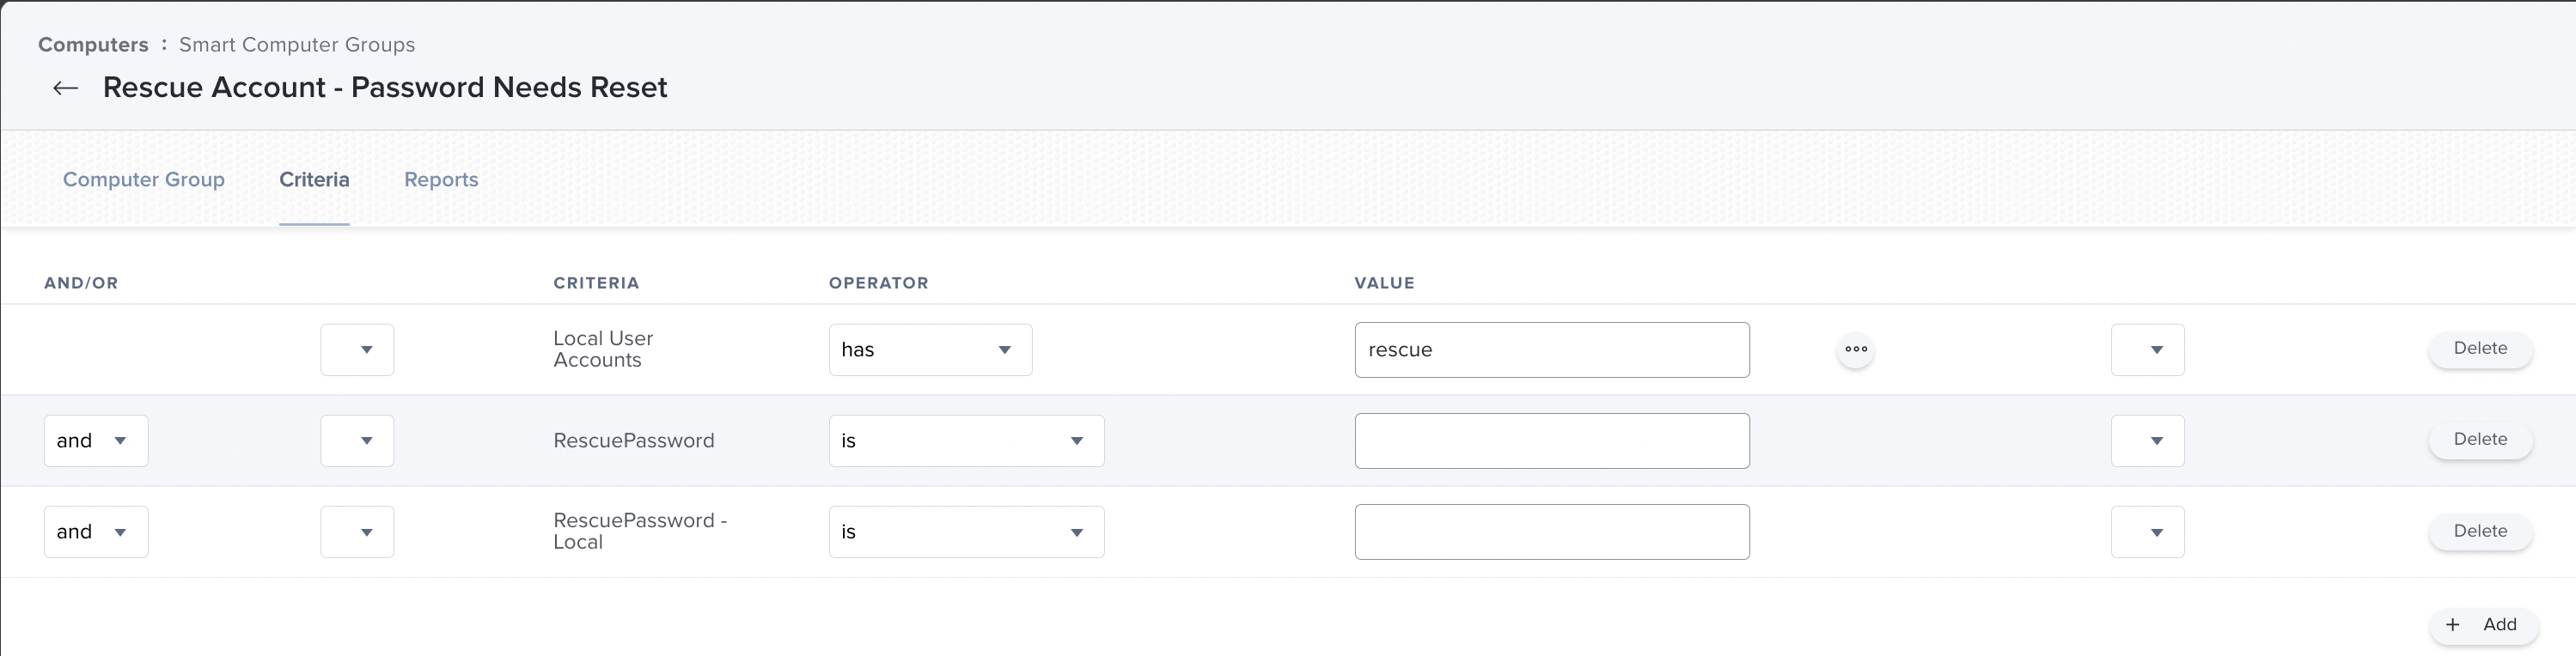 Computers : Smart Computer Groups
← Rescue Account - Password Needs Reset
Computer Group Criteria Reports
AND/OR CRITERIA OPERATOR VALUE
Local User
Accounts
has rescue Delete
and RescuePassword is Delete
and RescuePassword -
Local
is Delete
+ Add